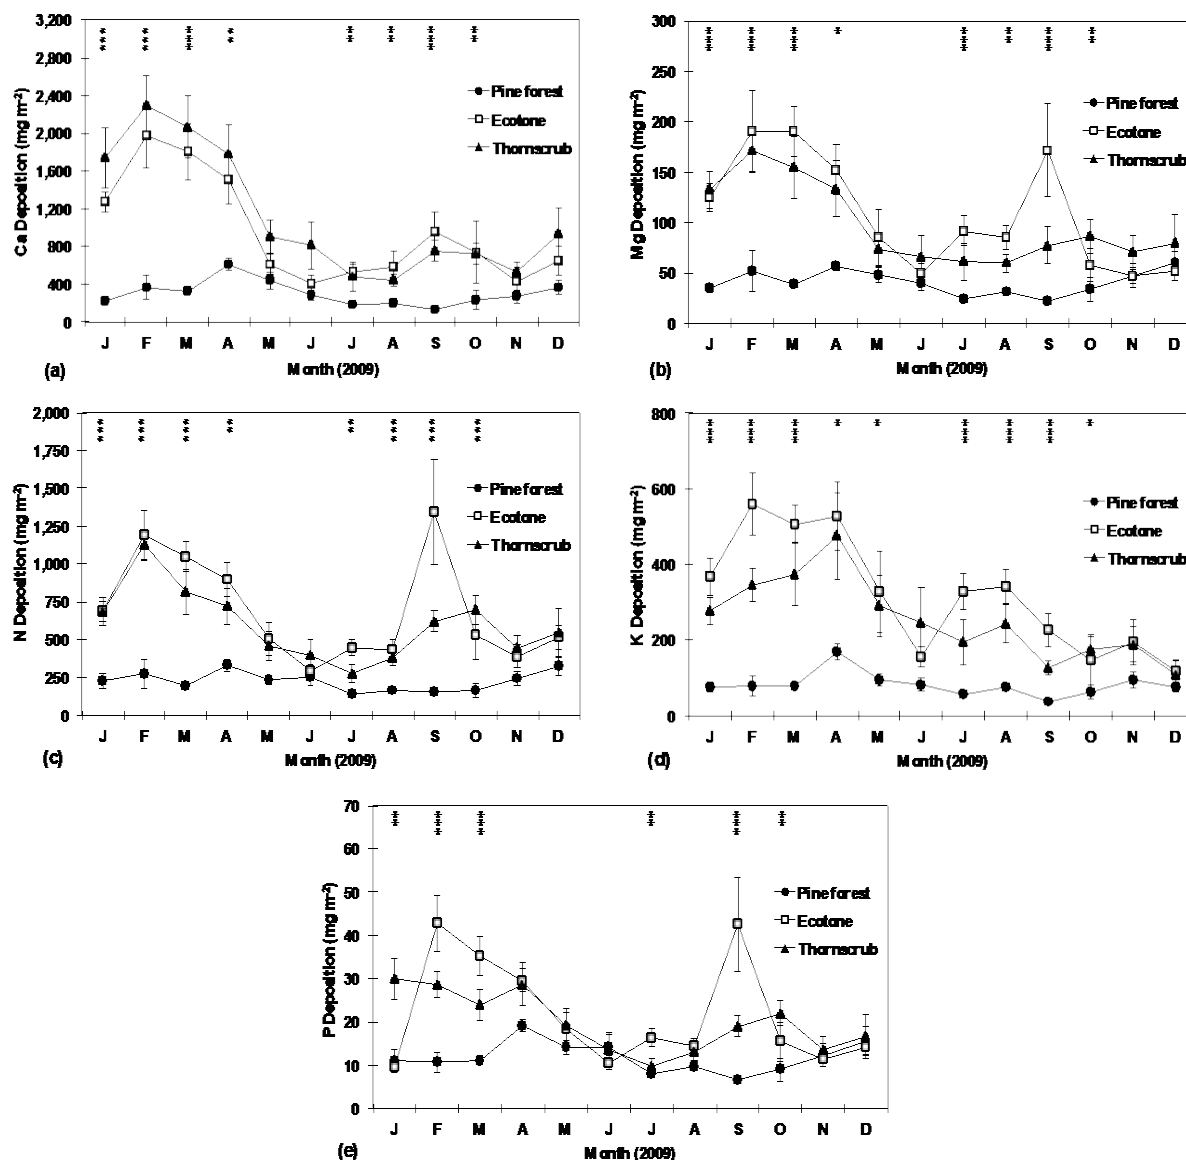 3,200
2,800
2,400
2,000
1,600
1,200
800
400
0
Ca Deposition (mg m-2)
*** *** *** ** ** ** *** **
Pine forest
Ecotone
Thornscrub
J F M A M J J A S O N D
(a) Month (2009)
300
250
200
150
100
50
0
Mg Deposition (mg m-2)
*** *** *** * *** ** *** **
Pine forest
Ecotone
Thornscrub
J F M A M J J A S O N D
(b) Month (2009)
2,000
1,750
1,500
1,250
1,000
750
500
250
0
N Deposition (mg m-2)
*** *** *** ** ** *** *** ***
Pine forest
Ecotone
Thornscrub
J F M A M J J A S O N D
(c) Month (2009)
800
600
400
200
0
K Deposition (mg m-2)
*** *** *** * * *** *** *** *
Pine forest
Ecotone
Thornscrub
J F M A M J J A S O N D
(d) Month (2009)
70
60
50
40
30
20
10
0
P Deposition (mg m-2)
** *** *** ** *** **
Pine forest
Ecotone
Thornscrub
J F M A M J J A S O N D
(e) Month (2009)